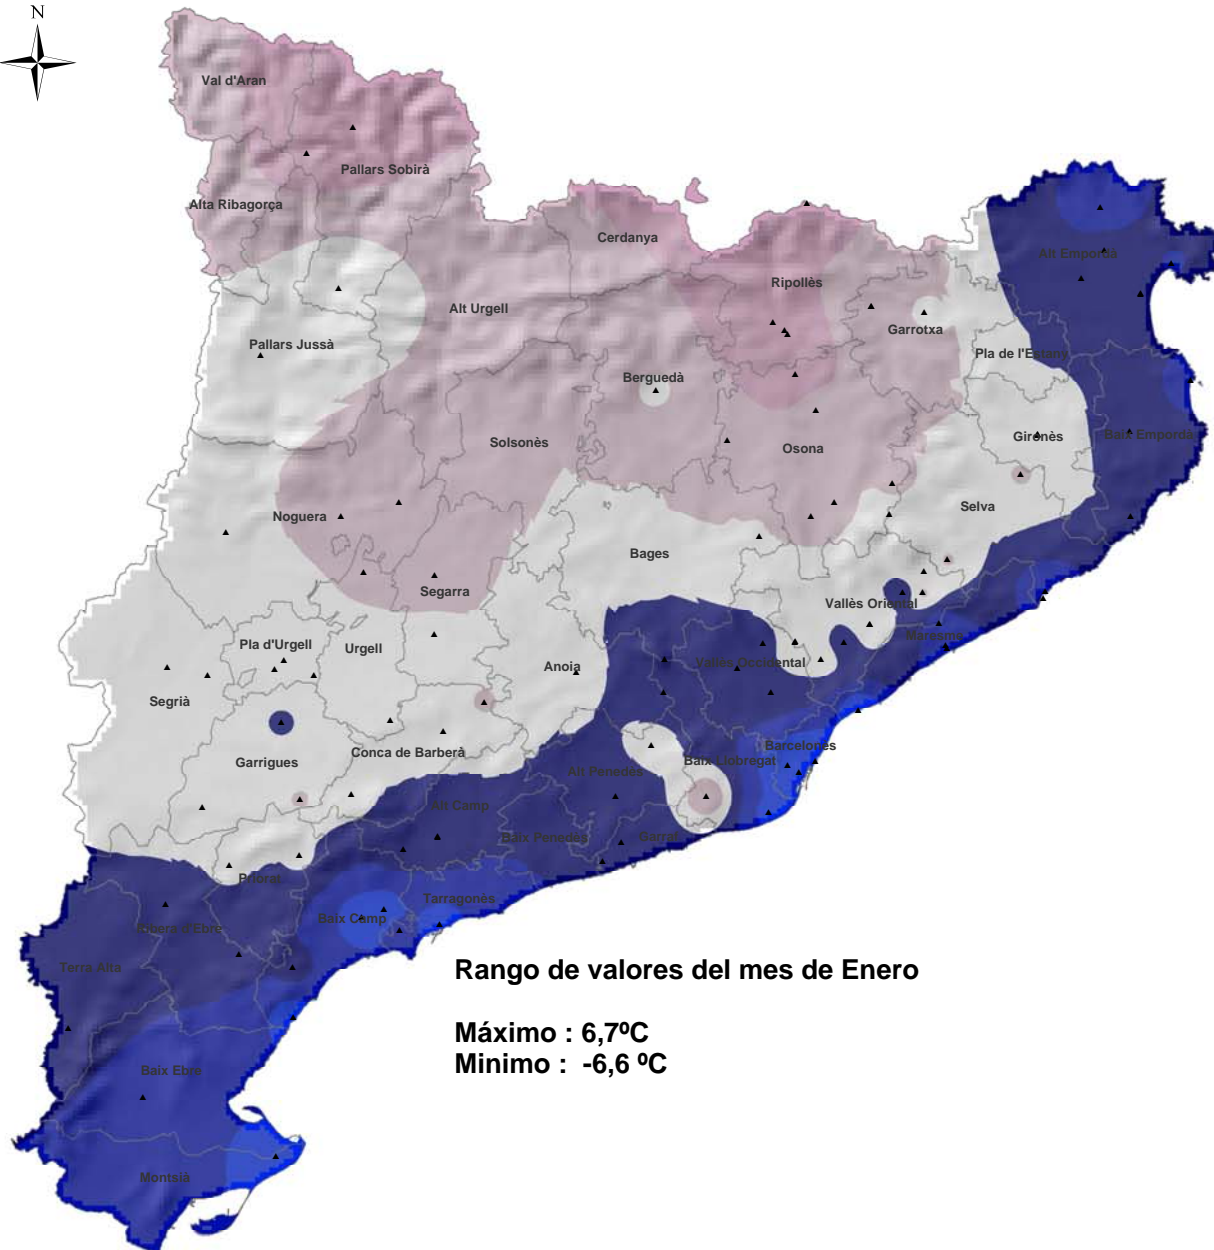 N
Val d'Aran
Pallars Sobirà
Alta Ribagorça
Cerdanya
Alt Empordà
Ripollès
Alt Urgell
Garrotxa
Pallars Jussà
Pla de l'Estany
Berguedà
Gironès
Baix Empordà
Solsonès
Osona
Selva
Noguera
Bages
Segarra
Vallès Oriental
Maresme
Pla d'Urgell
Urgell
Anoia
Vallès Occidental
Segrià
Barcelonès
Conca de Barberà
Garrigues
Baix Llobregat
Alt Penedès
Alt Camp
Baix Penedès
Garraf
Priorat
Tarragonès
Baix Camp
Ribera d'Ebre
Terra Alta
Rango de valores del mes de Enero
Máximo : 6,7ºC
Minimo : -6,6 ºC
Baix Ebre
Montsià